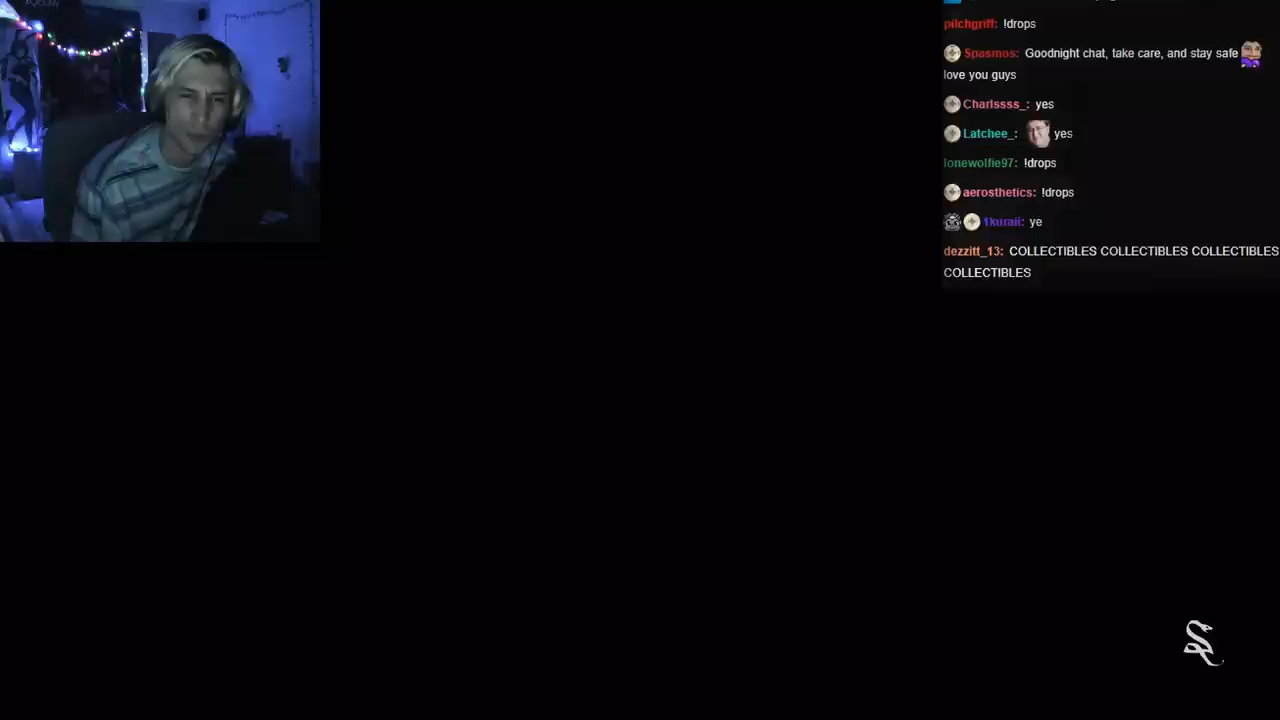 pilchgriff: !drops
Spasmos: Goodnight chat, take care, and stay safe
love you guys
Charlssss_: yes
Latchee_: yes
lonewolfie97: !drops
aerosthetics: !drops
1kuraii: ye
dezzitt_13: COLLECTIBLES COLLECTIBLES COLLECTIBLES
COLLECTIBLES